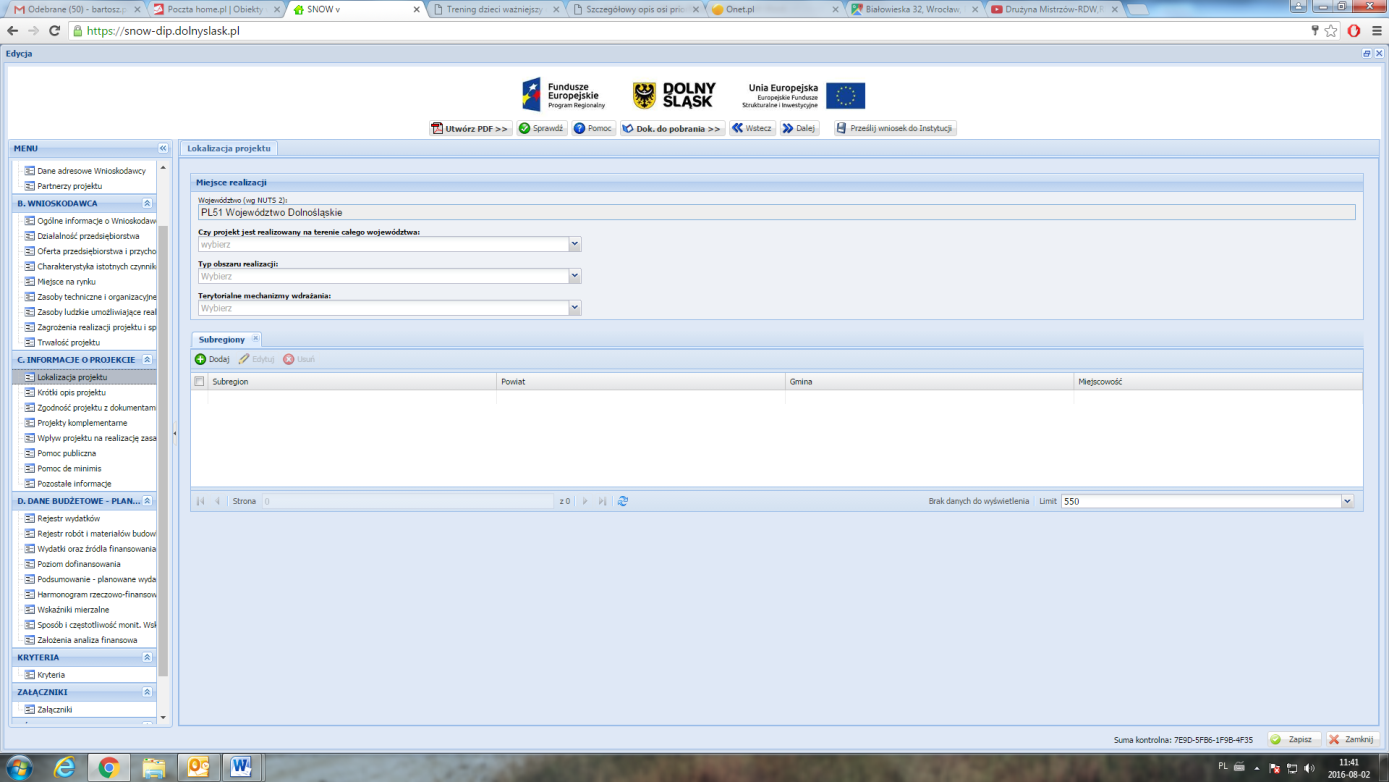 Odebrane (50) - bartosz.p
Poczta home.pl | Obiekty
SNOW v
Trening dzieci ważniejszy
Szczegółowy opis osi prio
Onet.pl
Białowieska 32, Wrocław,
Drużyna Mistrzów-RDW,F
https://snow-dip.dolnyslask.pl
Edycja
Fundusze Europejskie
Program Regionalny
DOLNY ŚLĄSK
Unia Europejska
Europejskie Fundusze
Strukturalne i Inwestycyjne
Utwórz PDF >> Sprawdź Pomoc Dok. do pobrania >> Wstecz Dalej Prześlij wniosek do Instytucji
MENU
Dane adresowe Wnioskodawcy
Partnerzy projektu
B. WNIOSKODAWCA
Ogólne informacje o Wnioskodaw
Działalność przedsiębiorstwa
Oferta przedsiębiorstwa i przycho
Charakterystyka istotnych czynnik
Miejsce na rynku
Zasoby techniczne i organizacyjne
Zasoby ludzkie umożliwiające real
Zagrożenia realizacji projektu i sp
Trwałość projektu
C. INFORMACJE O PROJEKCIE
Lokalizacja projektu
Krótki opis projektu
Zgodność projektu z dokumentam
Projekty komplementarne
Wpływ projektu na realizację zasa
Pomoc publiczna
Pomoc de minimis
Pozostałe informacje
D. DANE BUDŻETOWE - PLAN...
Rejestr wydatków
Rejestr robót i materiałów budow
Wydatki oraz źródła finansowania
Poziom dofinansowania
Podsumowanie - planowane wyda
Harmonogram rzeczowo-finansow
Wskaźniki mierzalne
Sposób i częstotliwość monit. Wsk
Założenia analiza finansowa
KRYTERIA
Kryteria
ZAŁĄCZNIKI
Załączniki
Lokalizacja projektu
Miejsce realizacji
Województwo (wg NUTS 2):
PL51 Województwo Dolnośląskie
Czy projekt jest realizowany na terenie całego województwa:
wybierz
Typ obszaru realizacji:
Wybierz
Terytorialne mechanizmy wdrażania:
Wybierz
Subregiony
Dodaj Edytuj Usuń
Subregion Powiat Gmina Miejscowość
Strona 0 z 0 Brak danych do wyświetlenia Limit 550
Suma kontrolna: 7E9D-5FB6-1F9B-4F35 Zapisz Zamknij
PL 11:41
2016-08-02